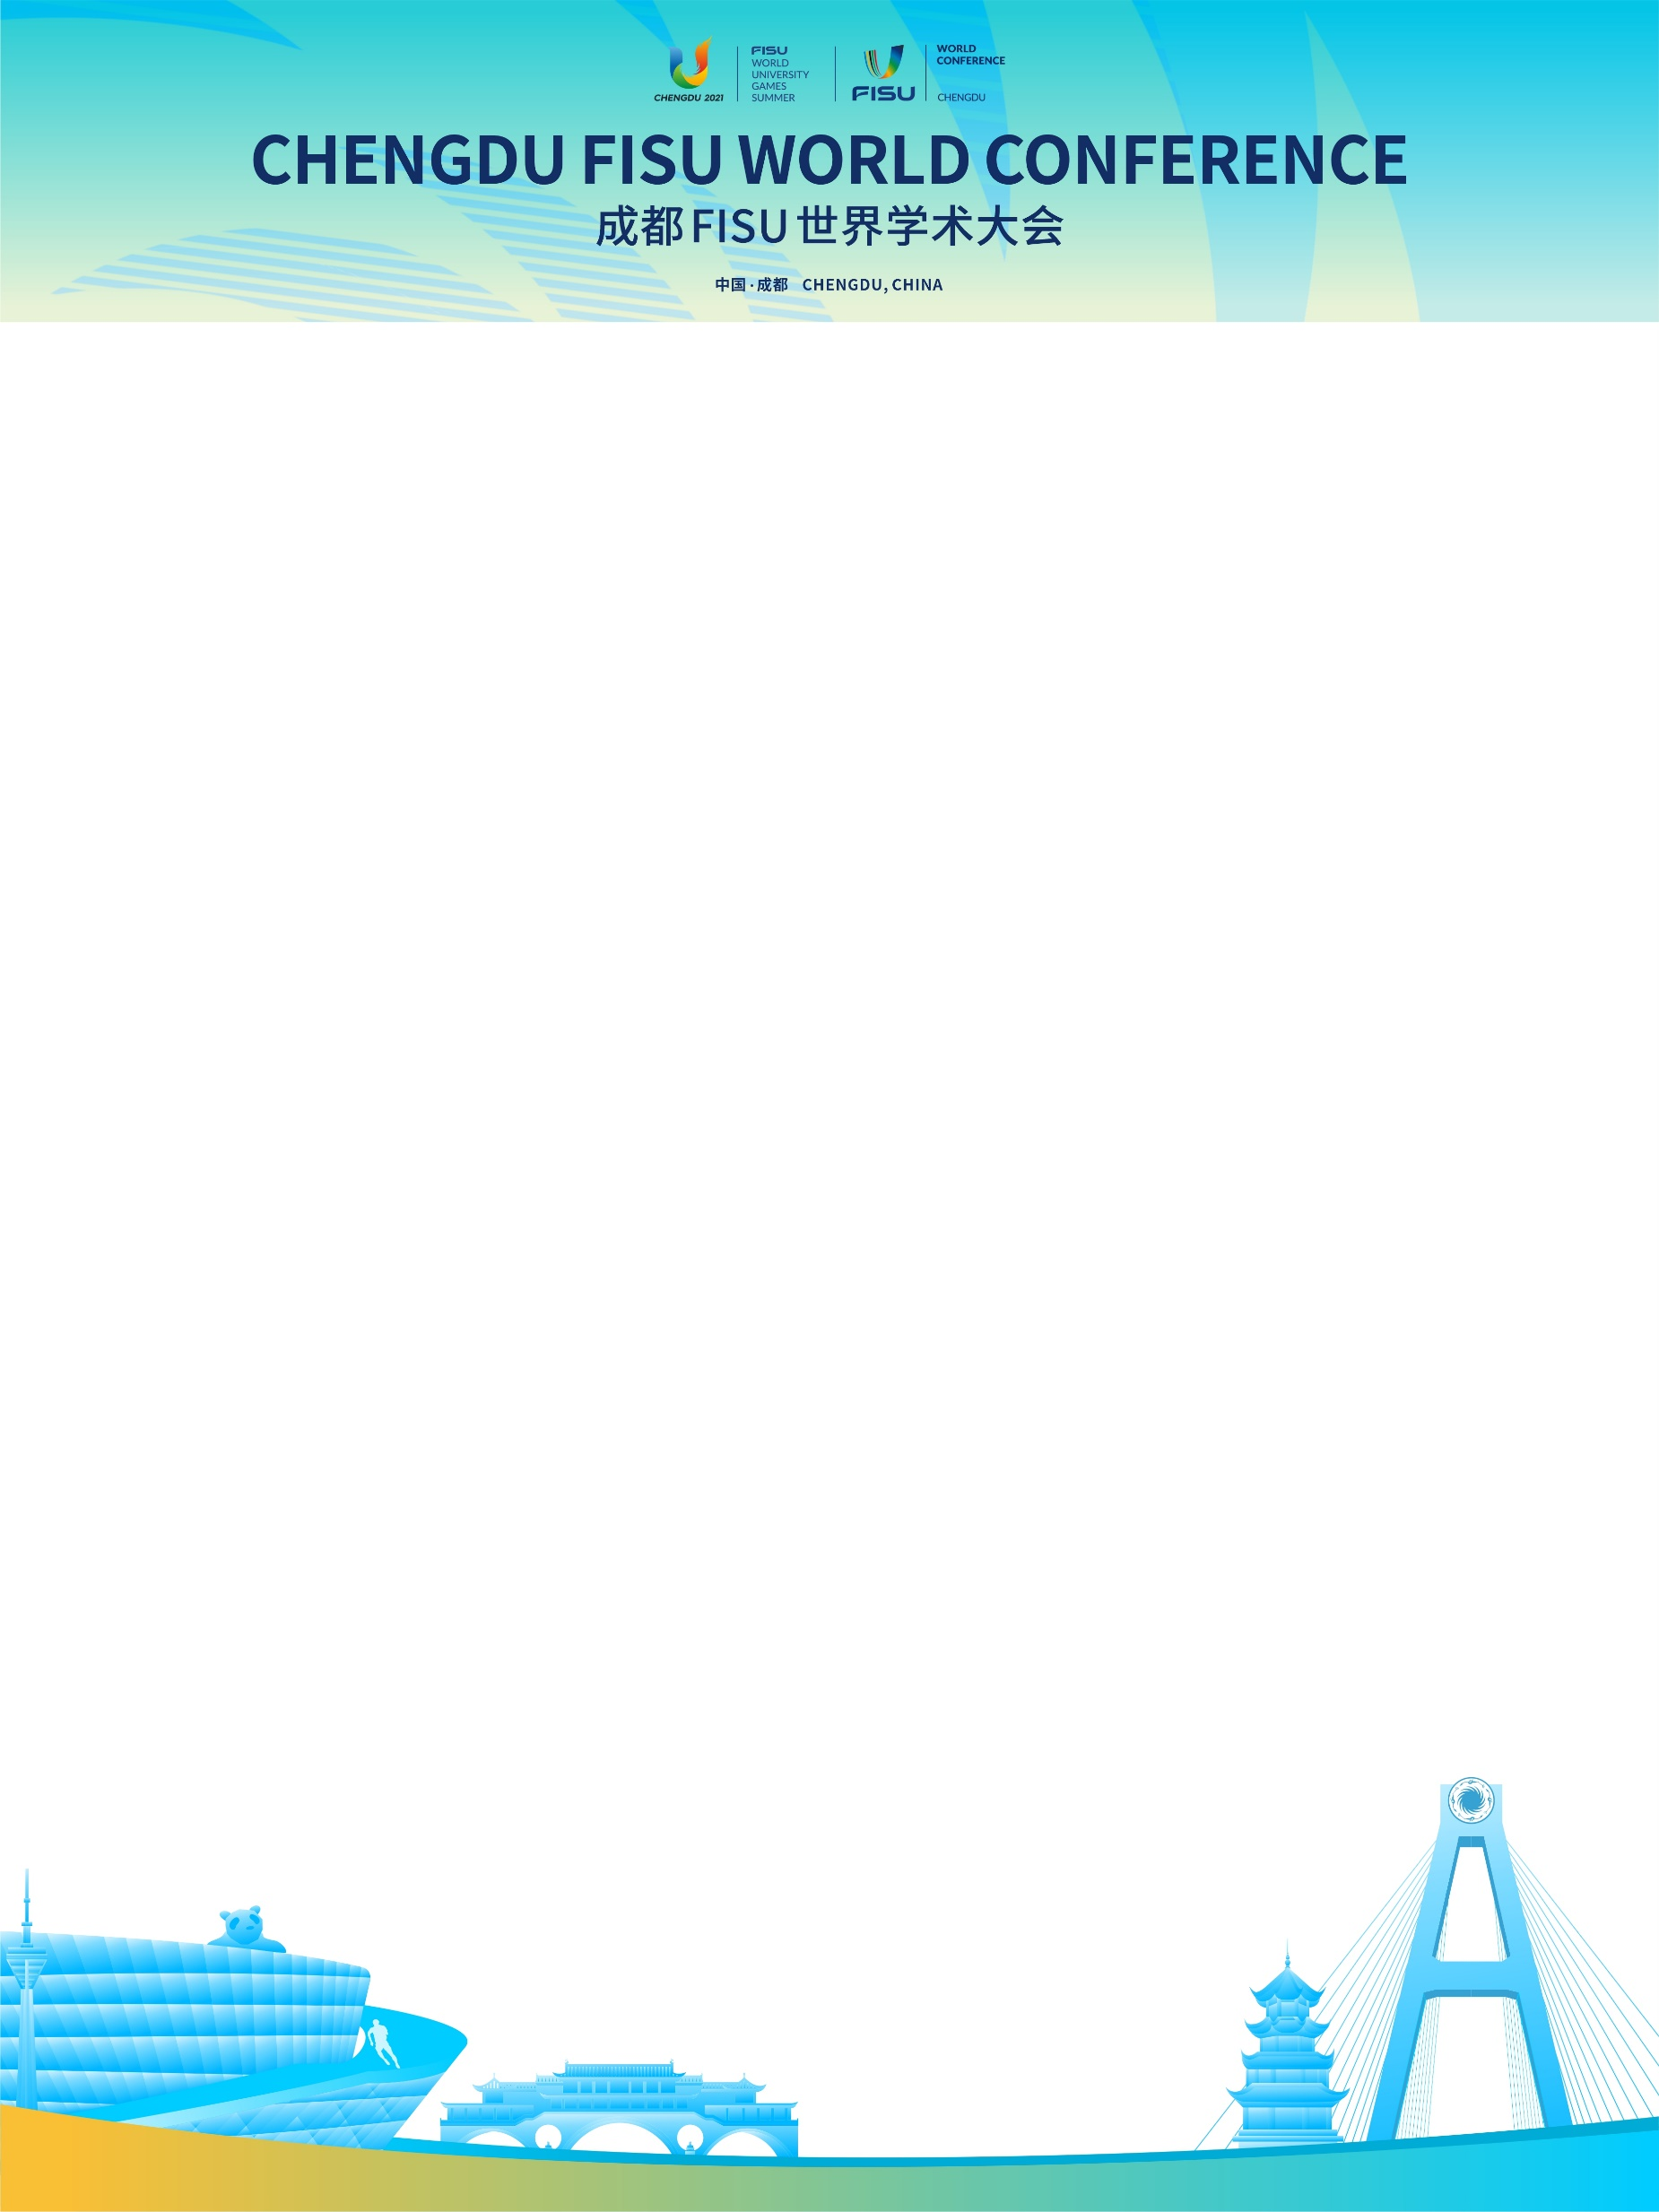 CHENGDU 2021
FISU
WORLD
UNIVERSITY
GAMES
SUMMER
FISU
WORLD
CONFERENCE
CHENGDU
CHENGDU FISU WORLD CONFERENCE
成都FISU世界学术大会
中国·成都 CHENGDU, CHINA